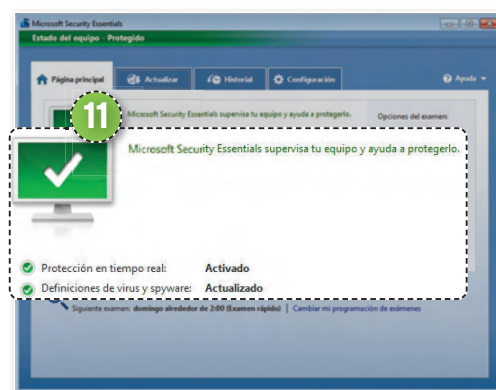 Microsoft Security Essentials
Estado del equipo - Protegido
Página principal
Actualizar
Historial
Configuración
Ayuda
11
Microsoft Security Essentials supervisa tu equipo y ayuda a protegerlo.
Opciones del examen:
Microsoft Security Essentials supervisa tu equipo y ayuda a protegerlo.
Protección en tiempo real: Activado
Definiciones de virus y spyware: Actualizado
Siguiente examen: domingo alrededor de 2:00 (Examen rápido) | Cambiar mi programación de exámenes